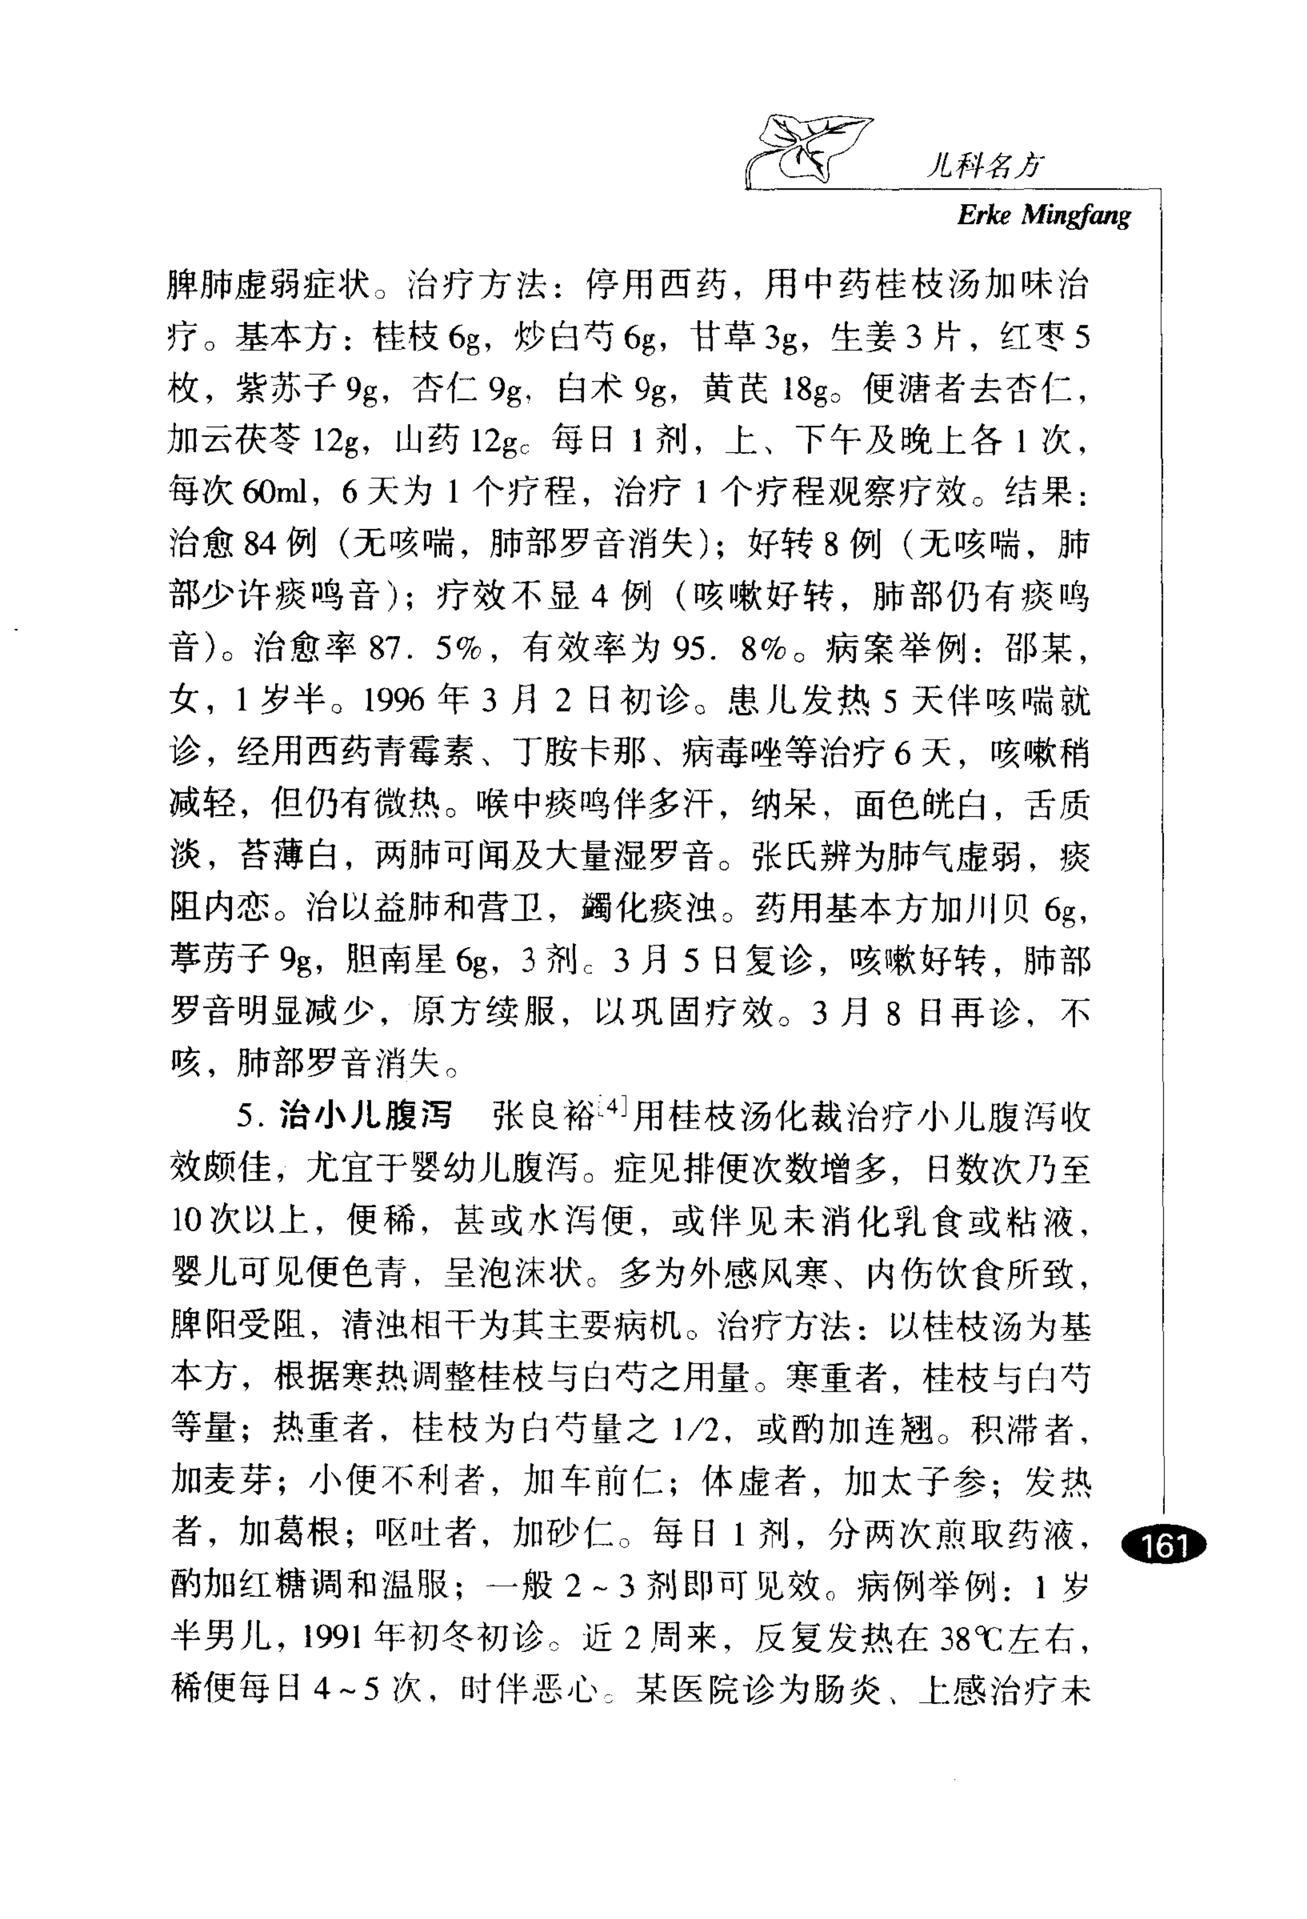 儿科名方
Erke Mingfang
脾肺虚弱症状。治疗方法：停用西药，用中药桂枝汤加味治
疗。基本方：桂枝6g，炒白芍6g，甘草3g，生姜3片，红枣5
枚，紫苏子9g，杏仁9g，白术9g，黄芪18g。便溏者去杏仁，
加云茯苓12g，山药12g。每日1剂，上、下午及晚上各1次，
每次60ml，6天为1个疗程，治疗1个疗程观察疗效。结果：
治愈84例（无咳喘，肺部罗音消失）；好转8例（无咳喘，肺
部少许痰鸣音）；疗效不显4例（咳嗽好转，肺部仍有痰鸣
音）。治愈率87．5%，有效率为95．8%。病案举例：邵某，
女，1岁半。1996年3月2日初诊。患儿发热5天伴咳喘就
诊，经用西药青霉素、丁胺卡那、病毒唑等治疗6天，咳嗽稍
减轻，但仍有微热。喉中痰鸣伴多汗，纳呆，面色㿠白，舌质
淡，苔薄白，两肺可闻及大量湿罗音。张氏辨为肺气虚弱，痰
阻内恋。治以益肺和营卫，蠲化痰浊。药用基本方加川贝6g，
葶苈子9g，胆南星6g，3剂。3月5日复诊，咳嗽好转，肺部
罗音明显减少，原方续服，以巩固疗效。3月8日再诊，不
咳，肺部罗音消失。
5. 治小儿腹泻 张良裕[4]用桂枝汤化裁治疗小儿腹泻收
效颇佳，尤宜于婴幼儿腹泻。症见排便次数增多，日数次乃至
10次以上，便稀，甚或水泻便，或伴见未消化乳食或粘液，
婴儿可见便色青，呈泡沫状。多为外感风寒、内伤饮食所致，
脾阳受阻，清浊相干为其主要病机。治疗方法：以桂枝汤为基
本方，根据寒热调整桂枝与白芍之用量。寒重者，桂枝与白芍
等量；热重者，桂枝为白芍量之1/2，或酌加连翘。积滞者，
加麦芽；小便不利者，加车前仁；体虚者，加太子参；发热
者，加葛根；呕吐者，加砂仁。每日1剂，分两次煎取药液，
酌加红糖调和温服；一般2~3剂即可见效。病例举例：1岁
半男儿，1991年初冬初诊。近2周来，反复发热在38℃左右，
稀便每日4~5次，时伴恶心。某医院诊为肠炎、上感治疗未
161